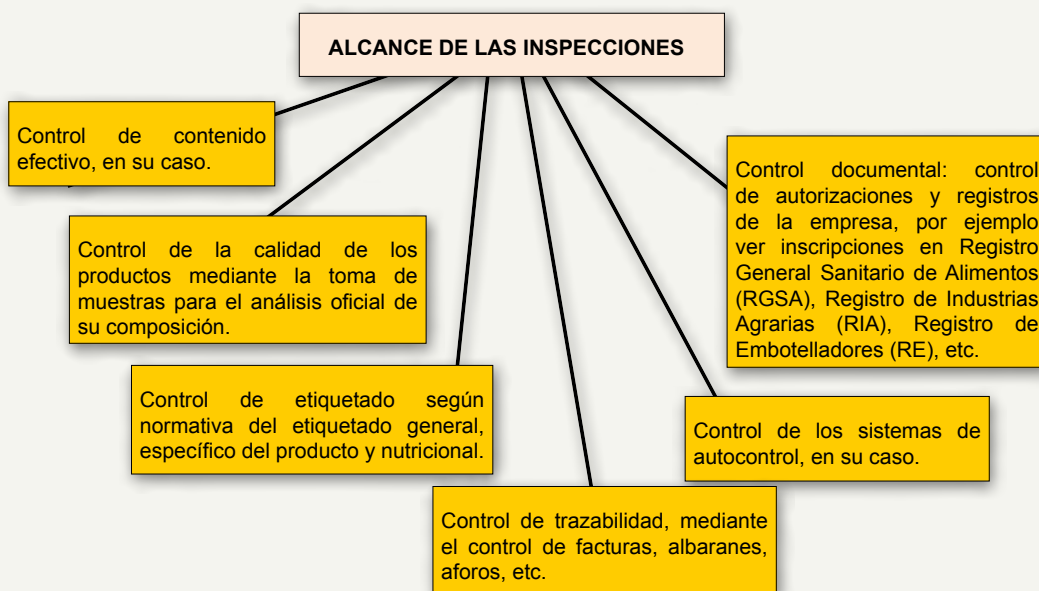 ALCANCE DE LAS INSPECCIONES
Control de contenido
efectivo, en su caso.
Control de la calidad de los
productos mediante la toma de
muestras para el análisis oficial de
su composición.
Control de etiquetado según
normativa del etiquetado general,
específico del producto y nutricional.
Control de trazabilidad, mediante
el control de facturas, albaranes,
aforos, etc.
Control de los sistemas de
autocontrol, en su caso.
Control documental: control
de autorizaciones y registros
de la empresa, por ejemplo
ver inscripciones en Registro
General Sanitario de Alimentos
(RGSA), Registro de Industrias
Agrarias (RIA), Registro de
Embotelladores (RE), etc.